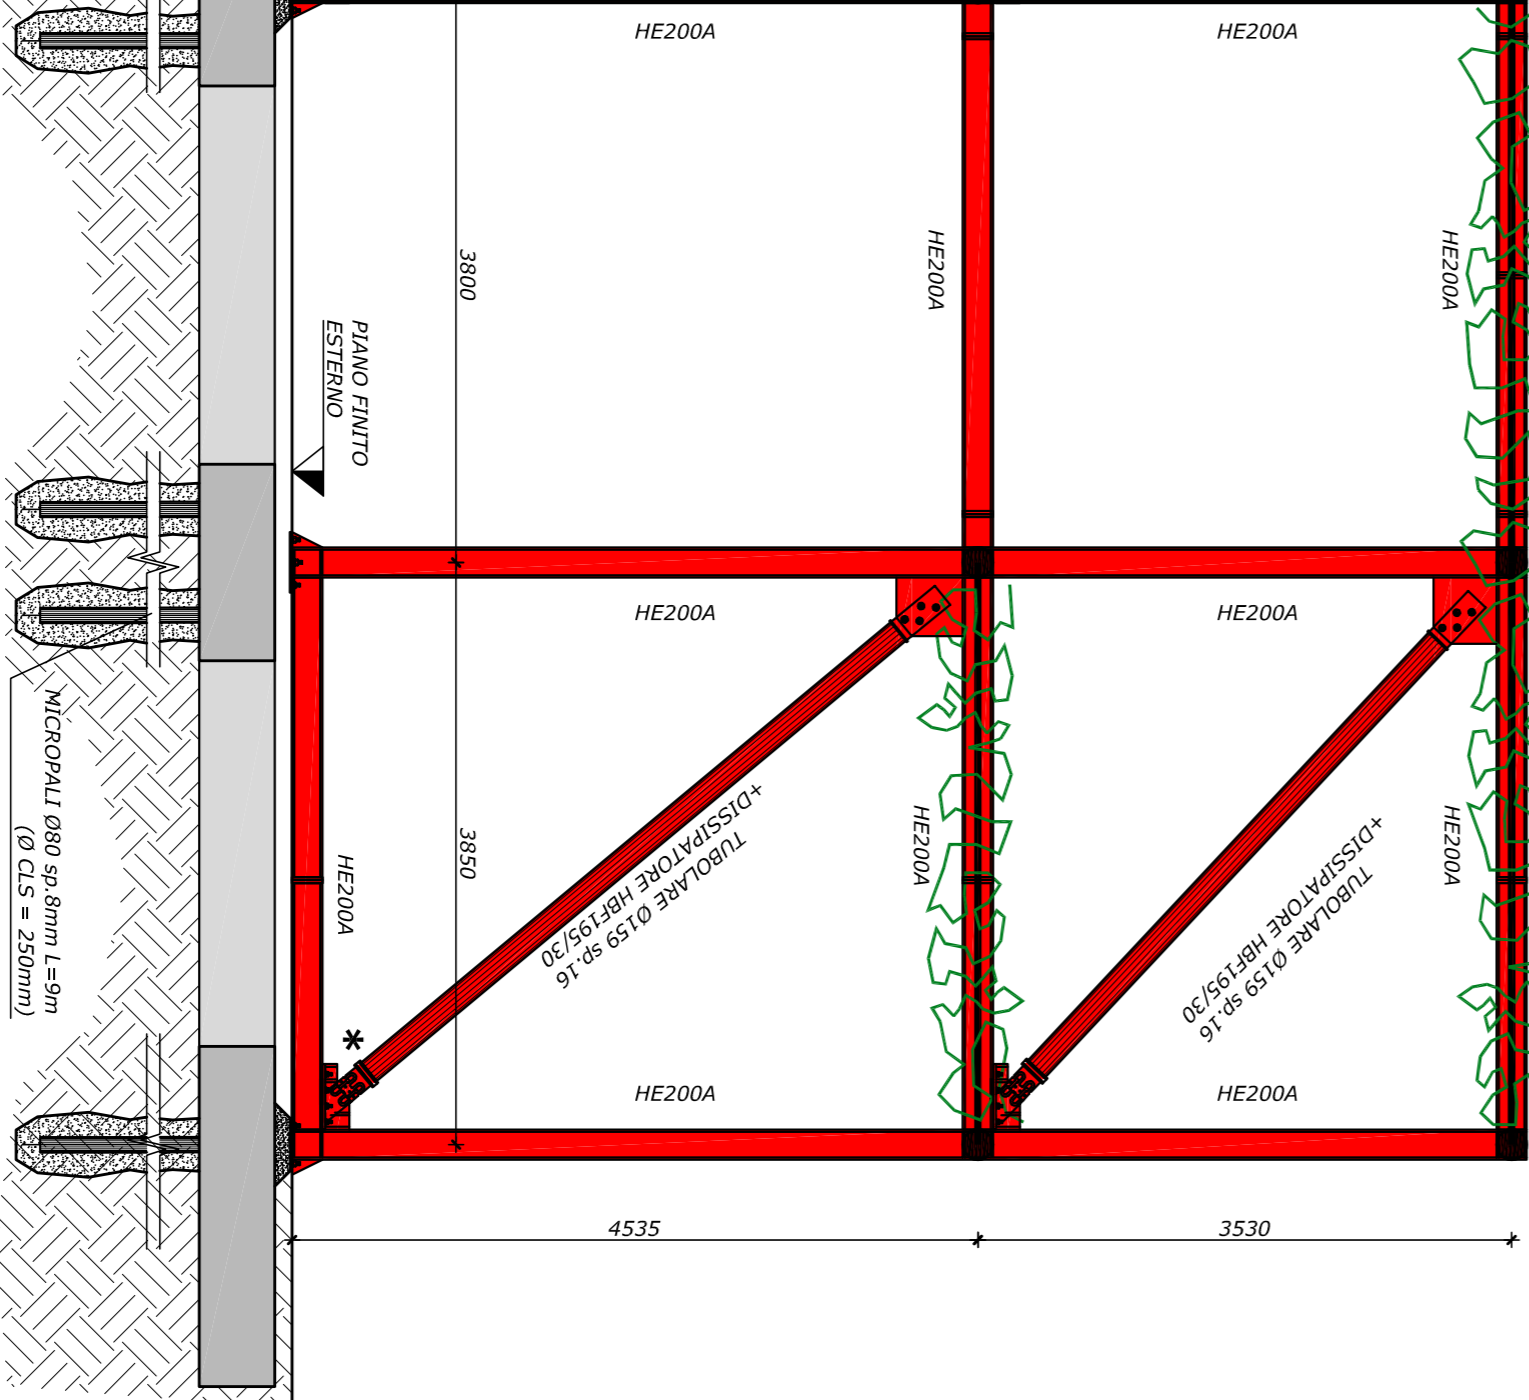 HE200A
HE200A
HE200A
HE200A
3800
PIANO FINITO
ESTERNO
HE200A
HE200A
MICROPALI Ø80 sp.8mm L=9m
(Ø CLS = 250mm)
HE200A
3850
TUBOLARE Ø159 sp.16
+DISSIPATORE HBF195/30
HE200A
TUBOLARE Ø159 sp.16
+DISSIPATORE HBF195/30
HE200A
*
HE200A
HE200A
4535
3530